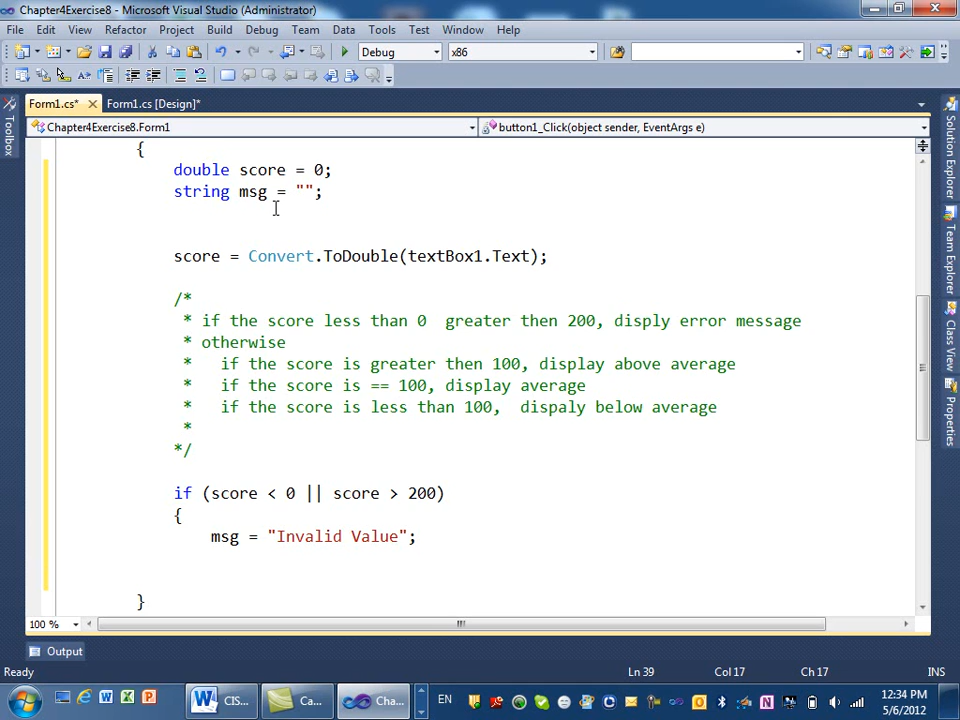 Chapter4Exercise8 - Microsoft Visual Studio (Administrator)
File Edit View Refactor Project Build Debug Team Data Tools Test Window Help
Debug x86
Form1.cs* Form1.cs [Design]*
Chapter4Exercise8.Form1 button1_Click(object sender, EventArgs e)
{
double score = 0;
string msg = "";
score = Convert.ToDouble(textBox1.Text);
/*
* if the score less than 0  greater then 200, disply error message
* otherwise
*   if the score is greater then 100, display above average
*   if the score is == 100, display average
*   if the score is less than 100,  dispaly below average
*
*/
if (score < 0 || score > 200)
{
msg = "Invalid Value";
}
100 %
Output
Ready Ln 39 Col 17 Ch 17 INS
CIS... Ca... Cha... EN 12:34 PM
5/6/2012
Toolbox
Solution Explorer
Team Explorer
Class View
Properties